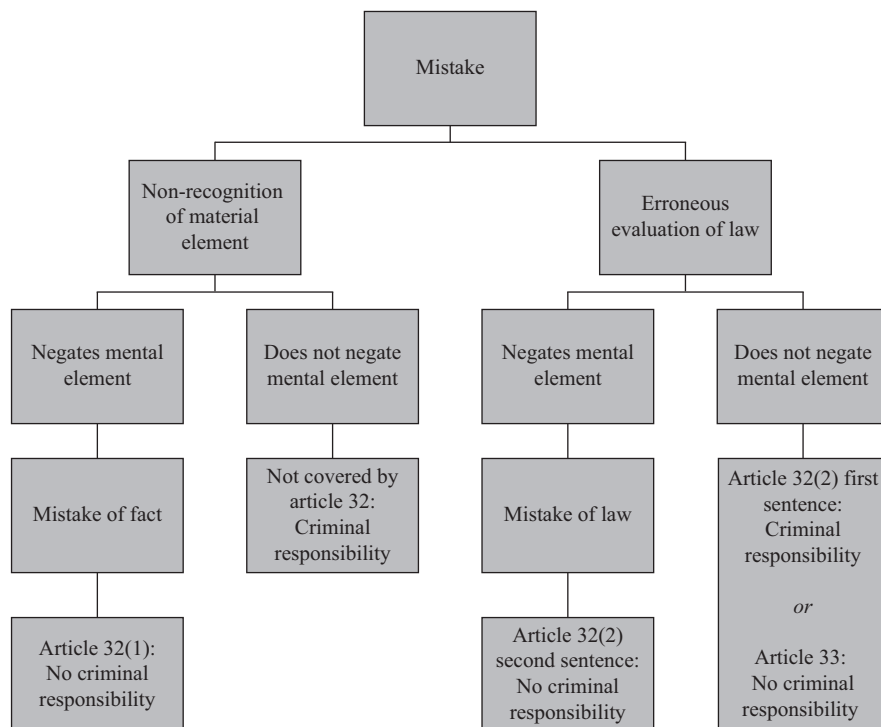 Mistake
Non-recognition
of material
element
Erroneous
evaluation of law
Negates mental
element
Does not negate
mental element
Negates mental
element
Does not negate
mental element
Mistake of fact
Not covered by
article 32:
Criminal
responsibility
Mistake of law
Article 32(2) first
sentence:
Criminal
responsibility
or
Article 33:
No criminal
responsibility
Article 32(1):
No criminal
responsibility
Article 32(2)
second sentence:
No criminal
responsibility